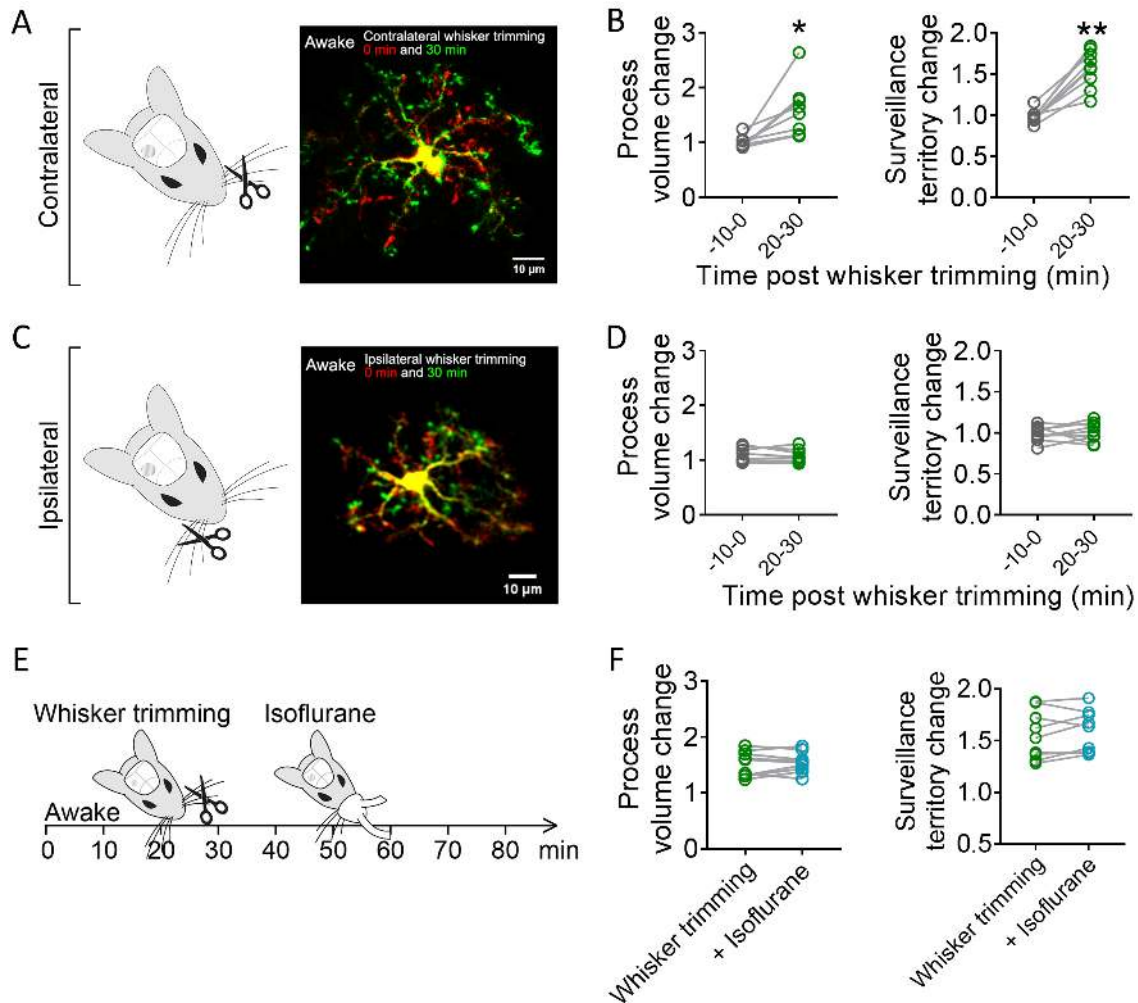 A
Contralateral
Awake
Contralateral whisker trimming
0 min and 30 min
10 µm
B
Process
volume change
3
2
1
0
*
-10-0
20-30
Surveillance
territory change
2.0
1.5
1.0
0.5
0.0
**
-10-0
20-30
Time post whisker trimming (min)
C
Ipsilateral
Awake
Ipsilateral whisker trimming
0 min and 30 min
10 µm
D
Process
volume change
3
2
1
0
-10-0
20-30
Surveillance
territory change
2.0
1.5
1.0
0.5
0.0
-10-0
20-30
Time post whisker trimming (min)
E
Whisker trimming
Isoflurane
Awake
0 10 20 30 40 50 60 70 80 min
F
Process
volume change
3
2
1
0
Whisker trimming
+ Isoflurane
Surveillance
territory change
2.0
1.5
1.0
0.5
Whisker trimming
+ Isoflurane